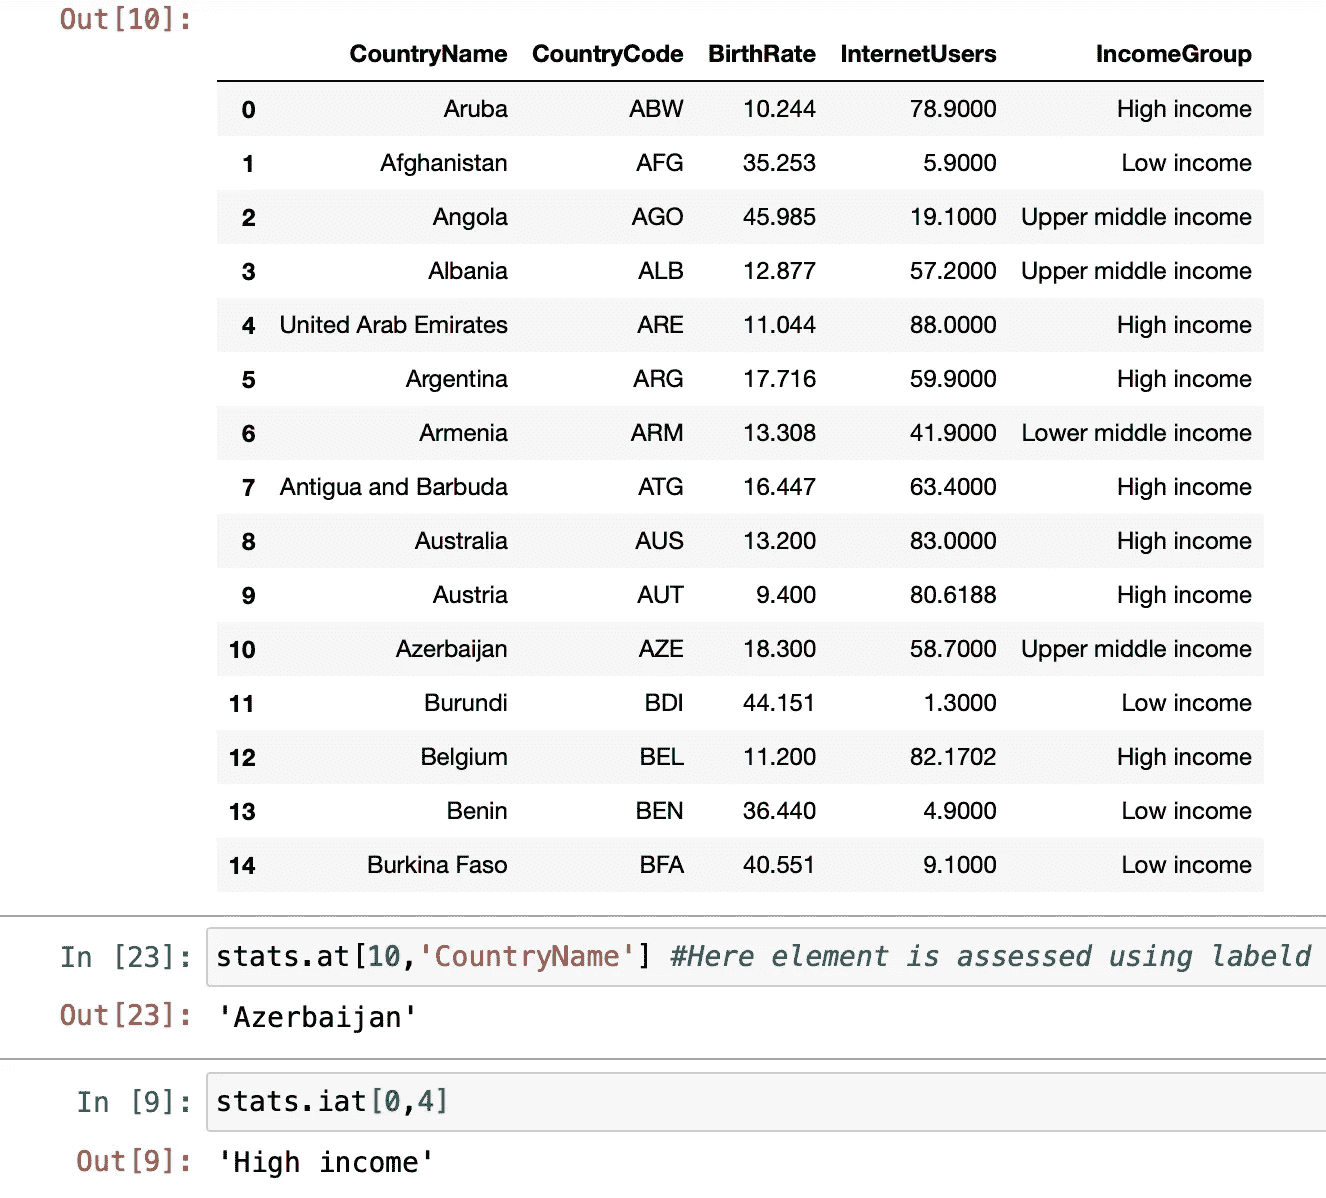 Out[10]:
CountryName CountryCode BirthRate InternetUsers IncomeGroup
0 Aruba ABW 10.244 78.9000 High income
1 Afghanistan AFG 35.253 5.9000 Low income
2 Angola AGO 45.985 19.1000 Upper middle income
3 Albania ALB 12.877 57.2000 Upper middle income
4 United Arab Emirates ARE 11.044 88.0000 High income
5 Argentina ARG 17.716 59.9000 High income
6 Armenia ARM 13.308 41.9000 Lower middle income
7 Antigua and Barbuda ATG 16.447 63.4000 High income
8 Australia AUS 13.200 83.0000 High income
9 Austria AUT 9.400 80.6188 High income
10 Azerbaijan AZE 18.300 58.7000 Upper middle income
11 Burundi BDI 44.151 1.3000 Low income
12 Belgium BEL 11.200 82.1702 High income
13 Benin BEN 36.440 4.9000 Low income
14 Burkina Faso BFA 40.551 9.1000 Low income
In [23]: stats.at[10,'CountryName'] #Here element is assessed using labeld
Out[23]: 'Azerbaijan'
In [9]: stats.iat[0,4]
Out[9]: 'High income'